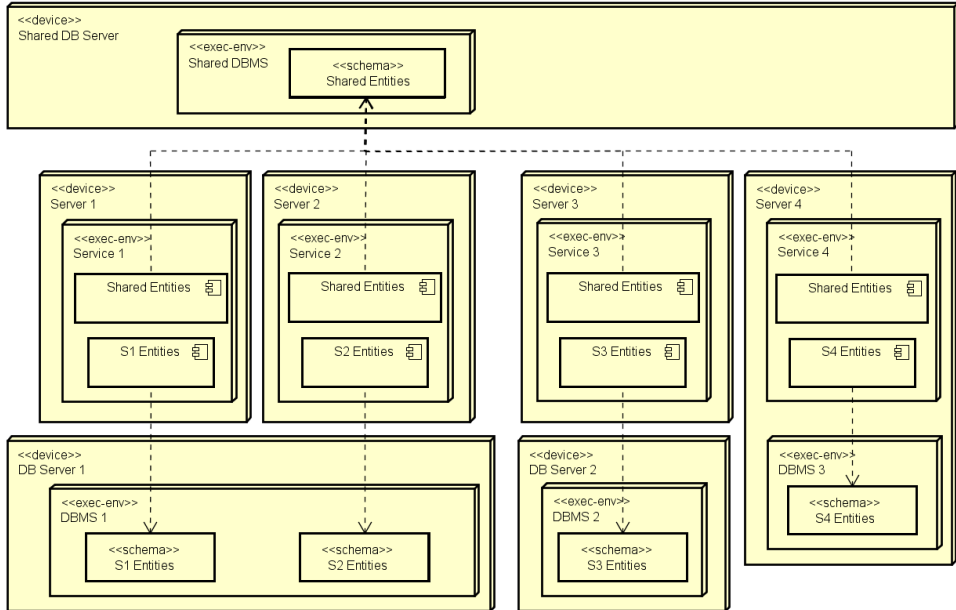 <<device>>
Shared DB Server
<<exec-env>>
Shared DBMS
<<schema>>
Shared Entities
<<device>>
Server 1
<<exec-env>>
Service 1
Shared Entities
S1 Entities
<<device>>
Server 2
<<exec-env>>
Service 2
Shared Entities
S2 Entities
<<device>>
Server 3
<<exec-env>>
Service 3
Shared Entities
S3 Entities
<<device>>
Server 4
<<exec-env>>
Service 4
Shared Entities
S4 Entities
<<device>>
DB Server 1
<<exec-env>>
DBMS 1
<<schema>>
S1 Entities
<<schema>>
S2 Entities
<<device>>
DB Server 2
<<exec-env>>
DBMS 2
<<schema>>
S3 Entities
<<exec-env>>
DBMS 3
<<schema>>
S4 Entities